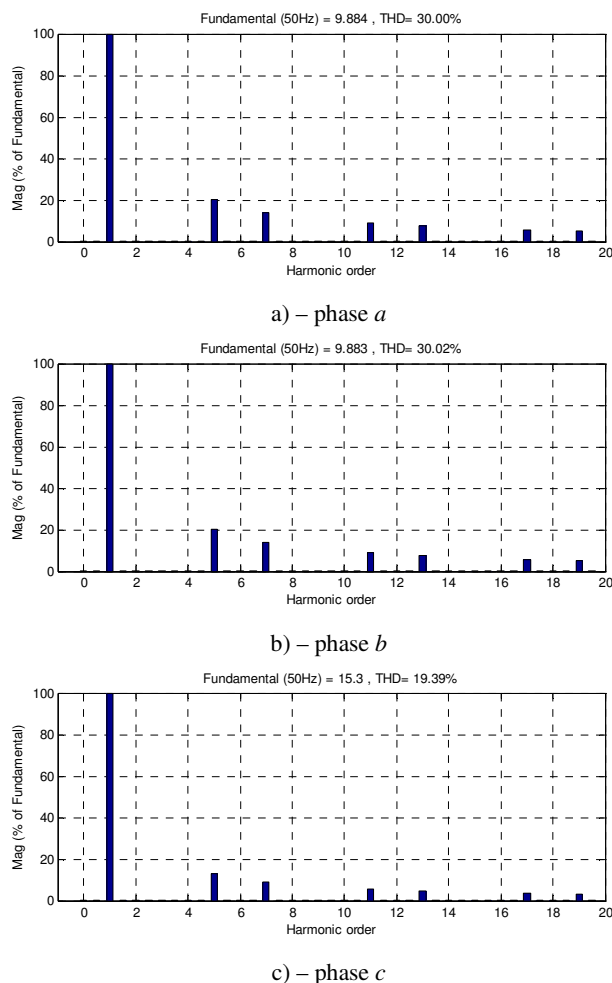 Fundamental (50Hz) = 9.884 , THD= 30.00%
100
80
60
40
20
0
Mag (% of Fundamental)
0 2 4 6 8 10 12 14 16 18 20
Harmonic order
a) – phase a
Fundamental (50Hz) = 9.883 , THD= 30.02%
100
80
60
40
20
0
Mag (% of Fundamental)
0 2 4 6 8 10 12 14 16 18 20
Harmonic order
b) – phase b
Fundamental (50Hz) = 15.3 , THD= 19.39%
100
80
60
40
20
0
Mag (% of Fundamental)
0 2 4 6 8 10 12 14 16 18 20
Harmonic order
c) – phase c